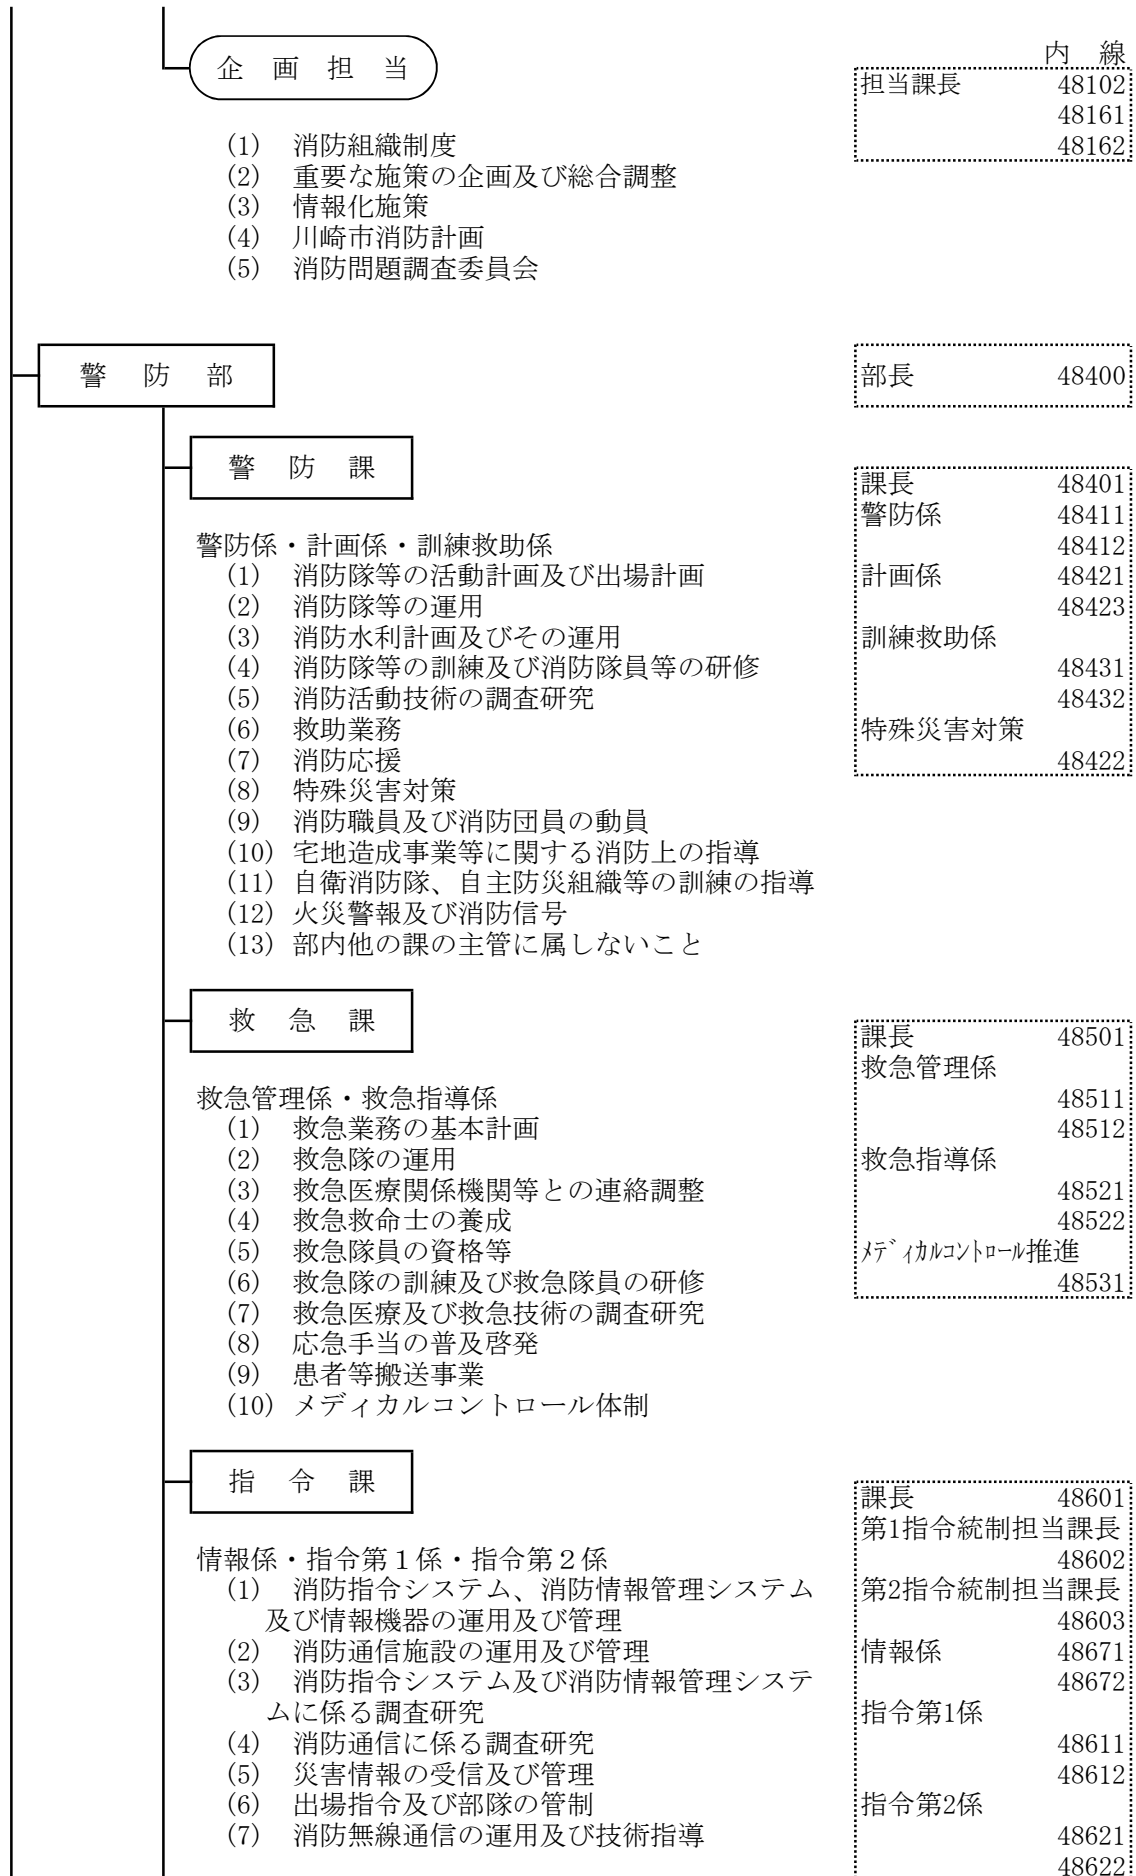 企画担当
内線
担当課長 48102
48161
48162
(1) 消防組織制度
(2) 重要な施策の企画及び総合調整
(3) 情報化施策
(4) 川崎市消防計画
(5) 消防問題調査委員会
警防部
部長 48400
警防課
課長 48401
警防係 48411
48412
計画係 48421
48423
訓練救助係
48431
48432
特殊災害対策
48422
警防係・計画係・訓練救助係
(1) 消防隊等の活動計画及び出場計画
(2) 消防隊等の運用
(3) 消防水利計画及びその運用
(4) 消防隊等の訓練及び消防隊員等の研修
(5) 消防活動技術の調査研究
(6) 救助業務
(7) 消防応援
(8) 特殊災害対策
(9) 消防職員及び消防団員の動員
(10) 宅地造成事業等に関する消防上の指導
(11) 自衛消防隊、自主防災組織等の訓練の指導
(12) 火災警報及び消防信号
(13) 部内他の課の主管に属しないこと
救急課
課長 48501
救急管理係
48511
48512
救急指導係
48521
48522
ﾒﾃﾞｨｶﾙｺﾝﾄﾛｰﾙ推進
48531
救急管理係・救急指導係
(1) 救急業務の基本計画
(2) 救急隊の運用
(3) 救急医療関係機関等との連絡調整
(4) 救急救命士の養成
(5) 救急隊員の資格等
(6) 救急隊の訓練及び救急隊員の研修
(7) 救急医療及び救急技術の調査研究
(8) 応急手当の普及啓発
(9) 患者等搬送事業
(10) メディカルコントロール体制
指令課
課長 48601
第1指令統制担当課長
48602
第2指令統制担当課長
48603
情報係 48671
48672
指令第1係
48611
48612
指令第2係
48621
48622
情報係・指令第１係・指令第２係
(1) 消防指令システム、消防情報管理システム
及び情報機器の運用及び管理
(2) 消防通信施設の運用及び管理
(3) 消防指令システム及び消防情報管理システ
ムに係る調査研究
(4) 消防通信に係る調査研究
(5) 災害情報の受信及び管理
(6) 出場指令及び部隊の管制
(7) 消防無線通信の運用及び技術指導